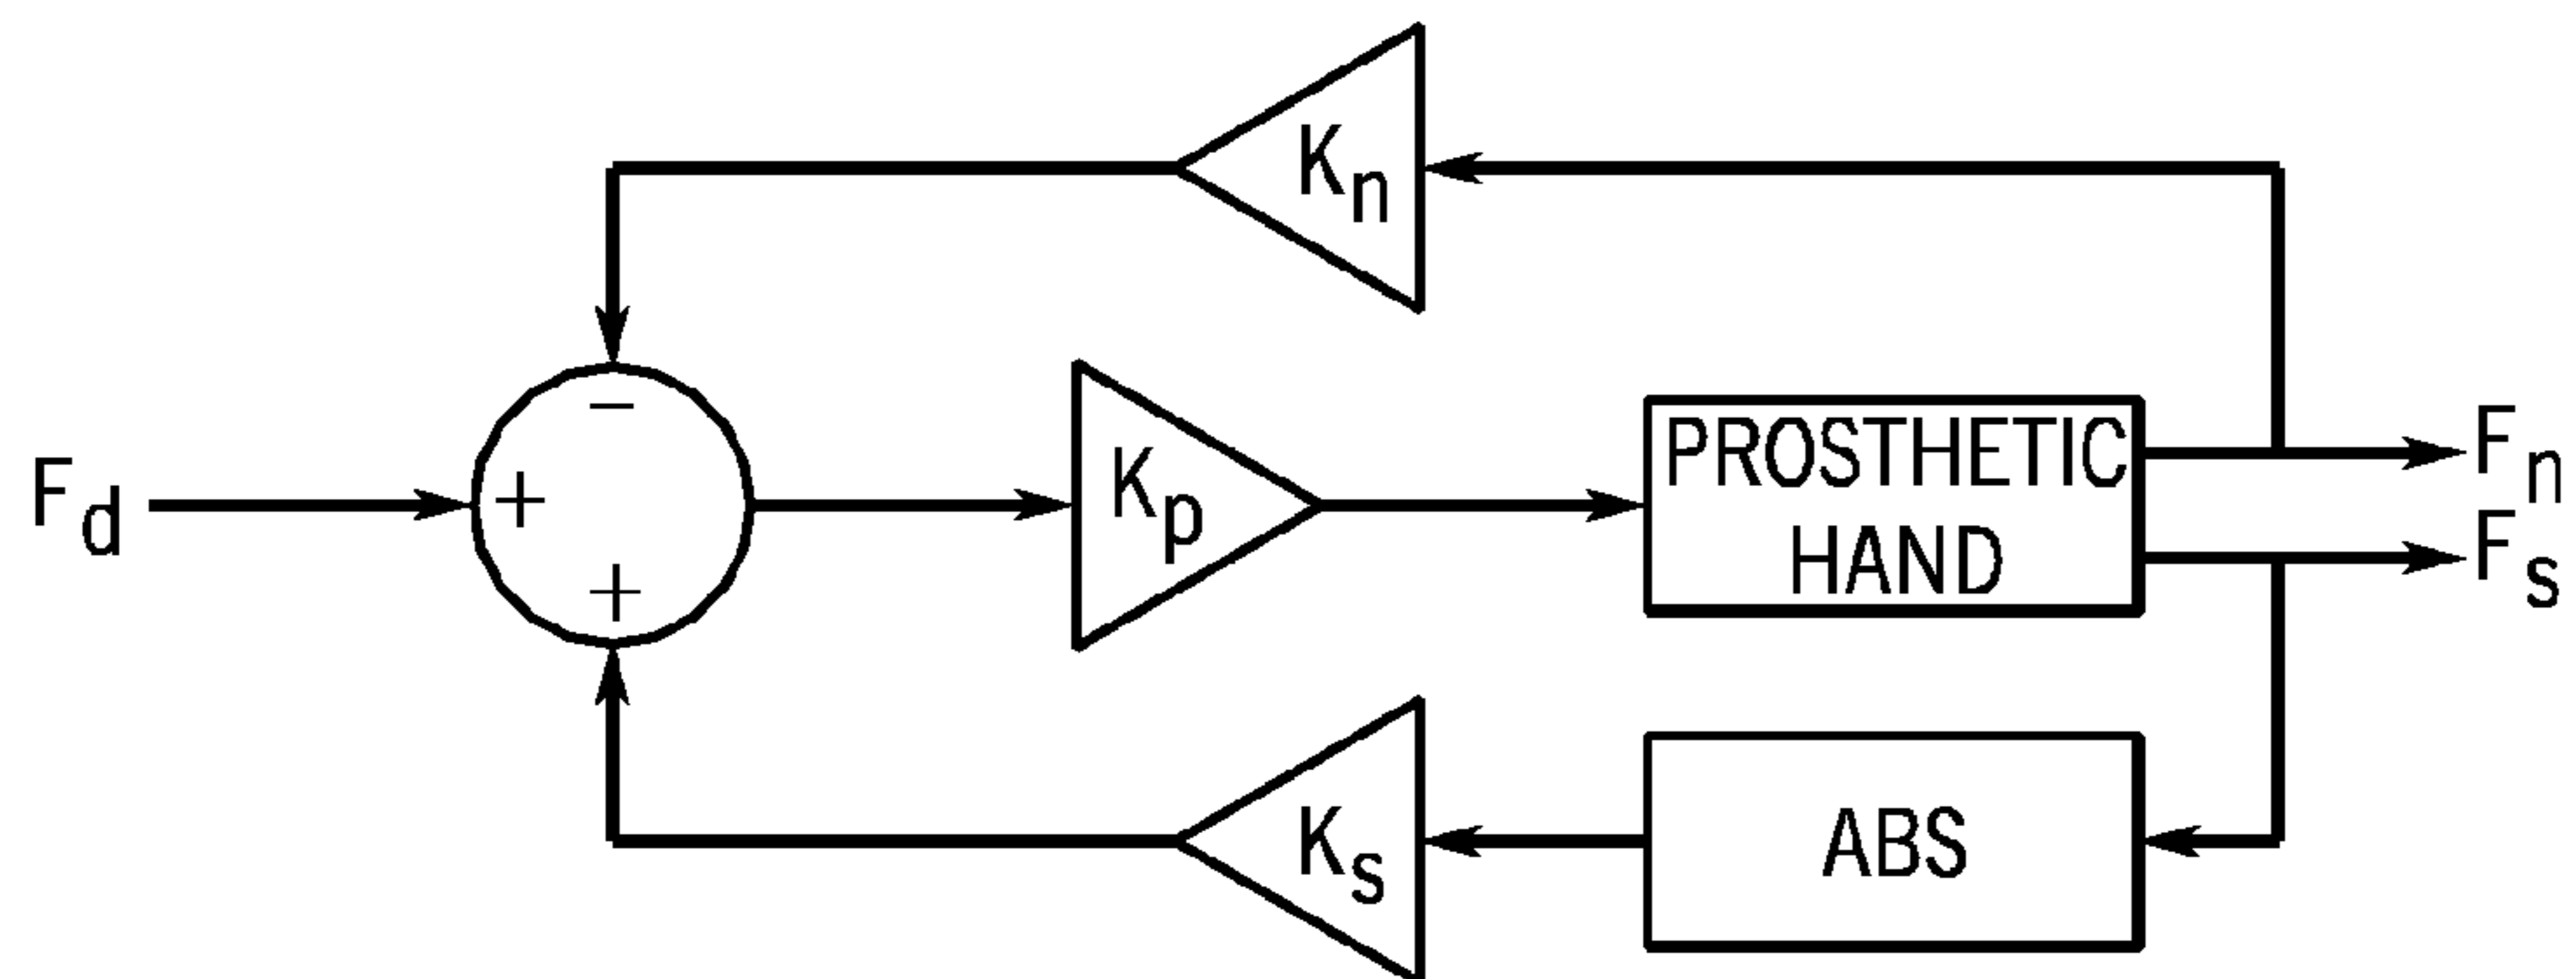 Kn
−
Fd
+
+
Kp
PROSTHETIC
HAND
Fn
Fs
Ks
ABS